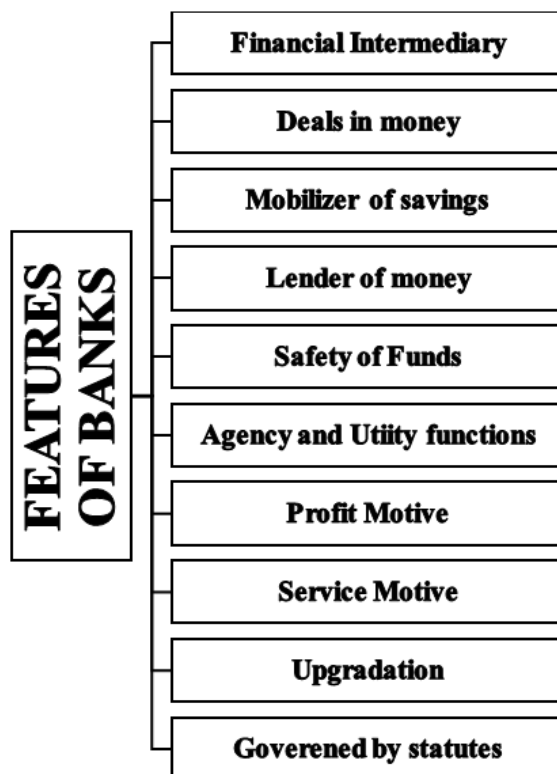 FEATURES
OF BANKS
Financial Intermediary
Deals in money
Mobilizer of savings
Lender of money
Safety of Funds
Agency and Utiity functions
Profit Motive
Service Motive
Upgradation
Goverened by statutes